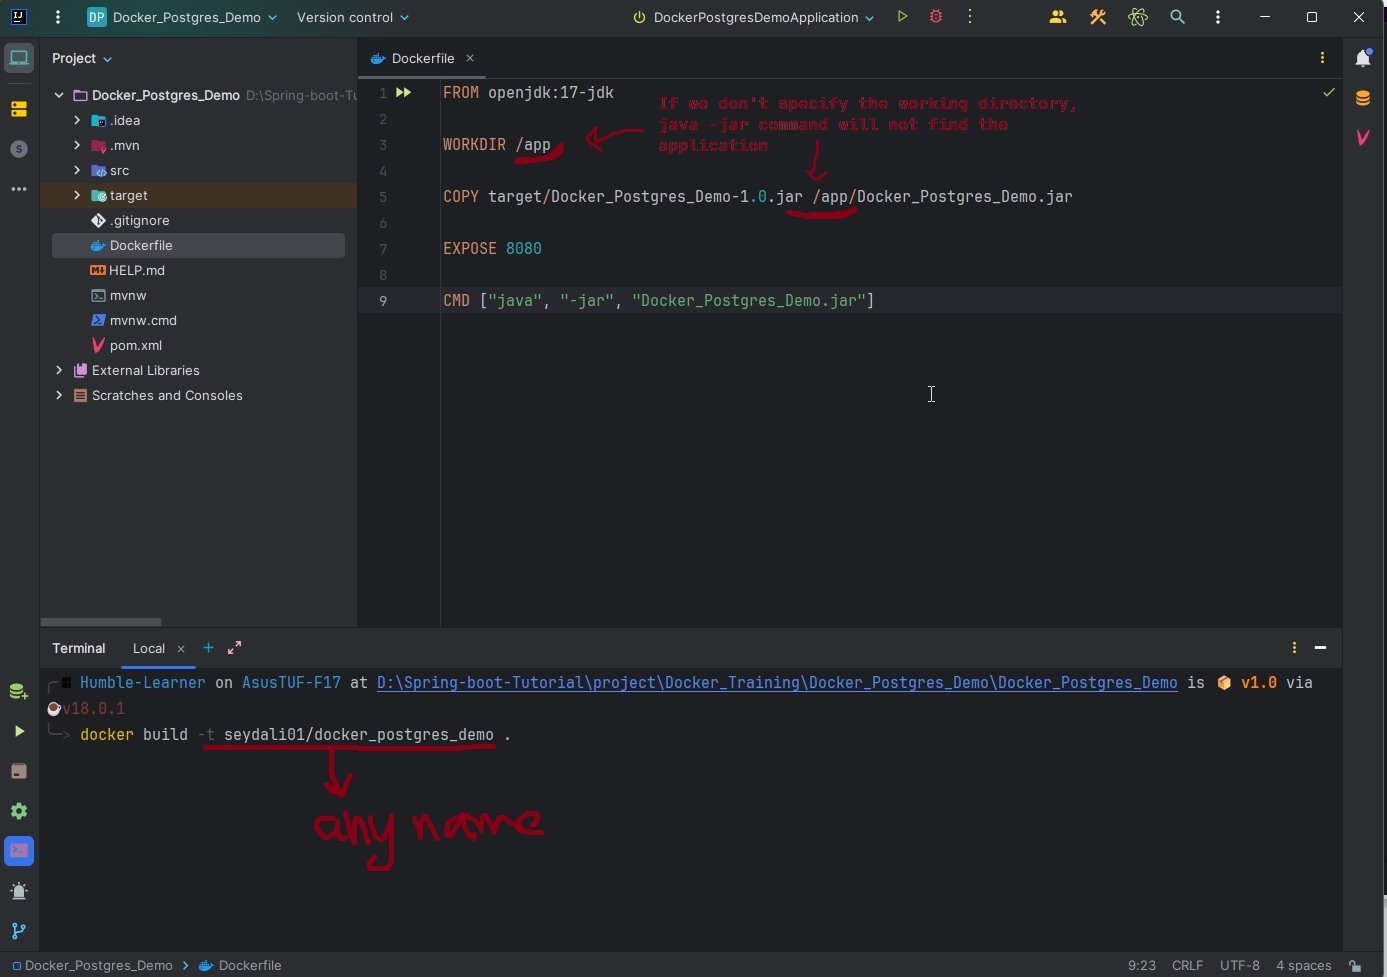 DP Docker_Postgres_Demo Version control DockerPostgresDemoApplication
Project
Dockerfile
Docker_Postgres_Demo D:\Spring-boot-Tu
.idea
.mvn
src
target
.gitignore
Dockerfile
HELP.md
mvnw
mvnw.cmd
pom.xml
External Libraries
Scratches and Consoles
1 FROM openjdk:17-jdk
2
3 WORKDIR /app
4
5 COPY target/Docker_Postgres_Demo-1.0.jar /app/Docker_Postgres_Demo.jar
6
7 EXPOSE 8080
8
9 CMD ["java", "-jar", "Docker_Postgres_Demo.jar"]
If we don't specify the working directory,
java -jar command will not find the
application
Terminal Local
Humble-Learner on AsusTUF-F17 at D:\Spring-boot-Tutorial\project\Docker_Training\Docker_Postgres_Demo\Docker_Postgres_Demo is v1.0 via
v18.0.1
docker build -t seydali01/docker_postgres_demo .
any name
Docker_Postgres_Demo > Dockerfile 9:23 CRLF UTF-8 4 spaces